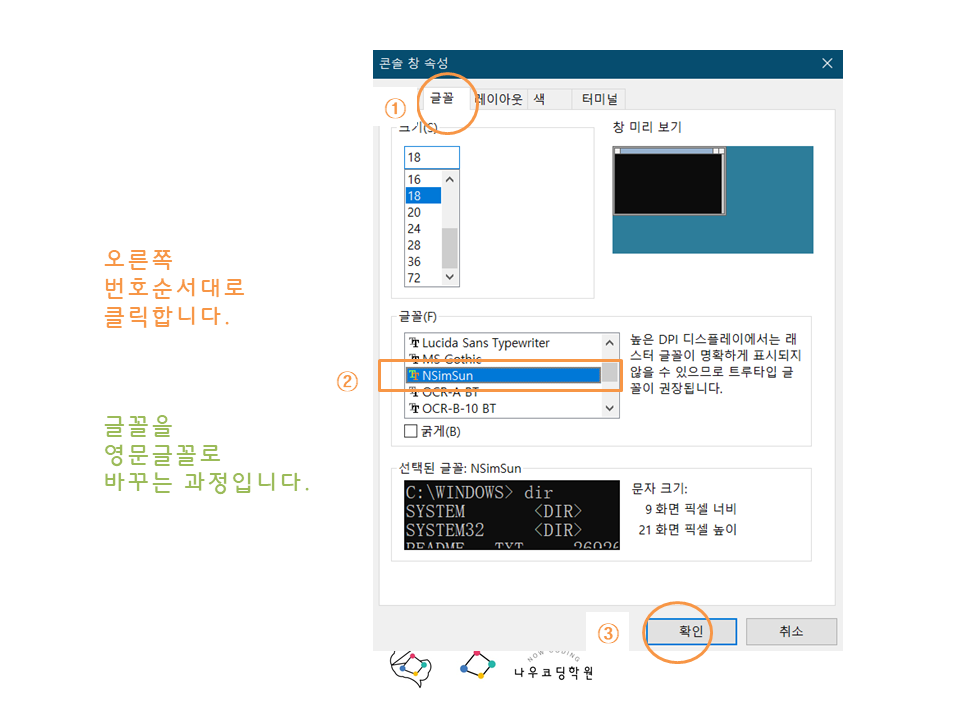 콘솔 창 속성
①
글꼴
레이아웃
색
터미널
크기(S)
창 미리 보기
18
16
18
20
24
28
36
72
오른쪽
번호순서대로
클릭합니다.
글꼴(F)
Lucida Sans Typewriter
MS Gothic
②
NSimSun
OCR-A BT
OCR-B-10 BT
높은 DPI 디스플레이에서는 래
스터 글꼴이 명확하게 표시되지
않을 수 있으므로 트루타입 글
꼴이 권장됩니다.
굵게(B)
글꼴을
영문글꼴로
바꾸는 과정입니다.
선택된 글꼴: NSimSun
C:\WINDOWS> dir
SYSTEM <DIR>
SYSTEM32 <DIR>
README TXT 26926
문자 크기:
9 화면 픽셀 너비
21 화면 픽셀 높이
③
확인
취소
NOW CODING
나우코딩학원